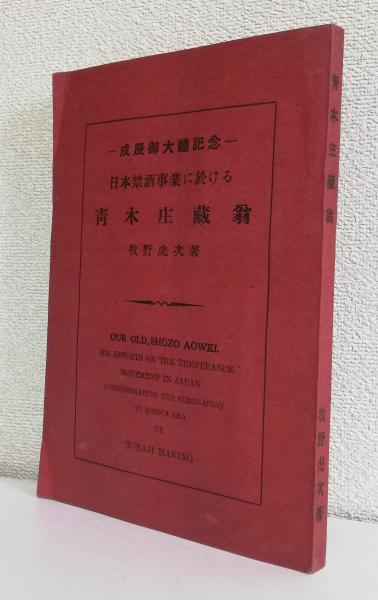 ―戊辰御大禮記念―
日本禁酒事業に於ける
靑木庄藏翁
牧野虎次著
OUR OLD, SHOZO AOWKI.
HIS EFFORTS ON THE TEMPERANCE
MOVEMENT IN JAPAN
COMMEMORATING THE CORONATION
IN SHOWA ERA
BY
TORAJI MAKINO
靑木庄藏翁
牧野虎次著